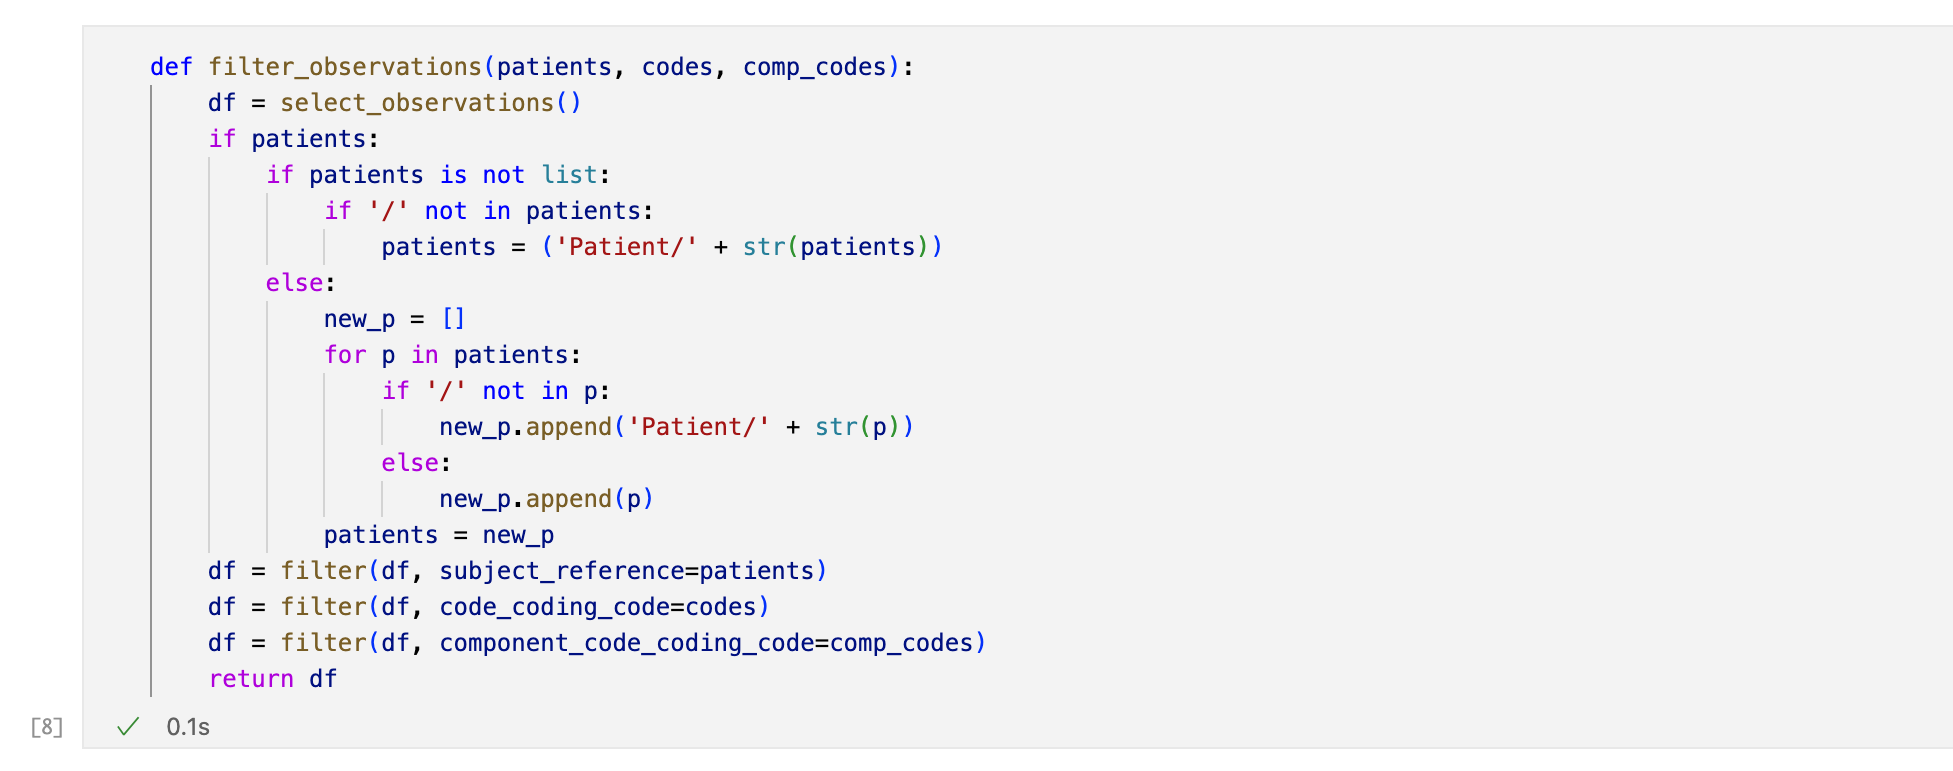 def filter_observations(patients, codes, comp_codes):
    df = select_observations()
    if patients:
        if patients is not list:
            if '/' not in patients:
                patients = ('Patient/' + str(patients))
        else:
            new_p = []
            for p in patients:
                if '/' not in p:
                    new_p.append('Patient/' + str(p))
                else:
                    new_p.append(p)
            patients = new_p
    df = filter(df, subject_reference=patients)
    df = filter(df, code_coding_code=codes)
    df = filter(df, component_code_coding_code=comp_codes)
    return df
[8] ✓ 0.1s